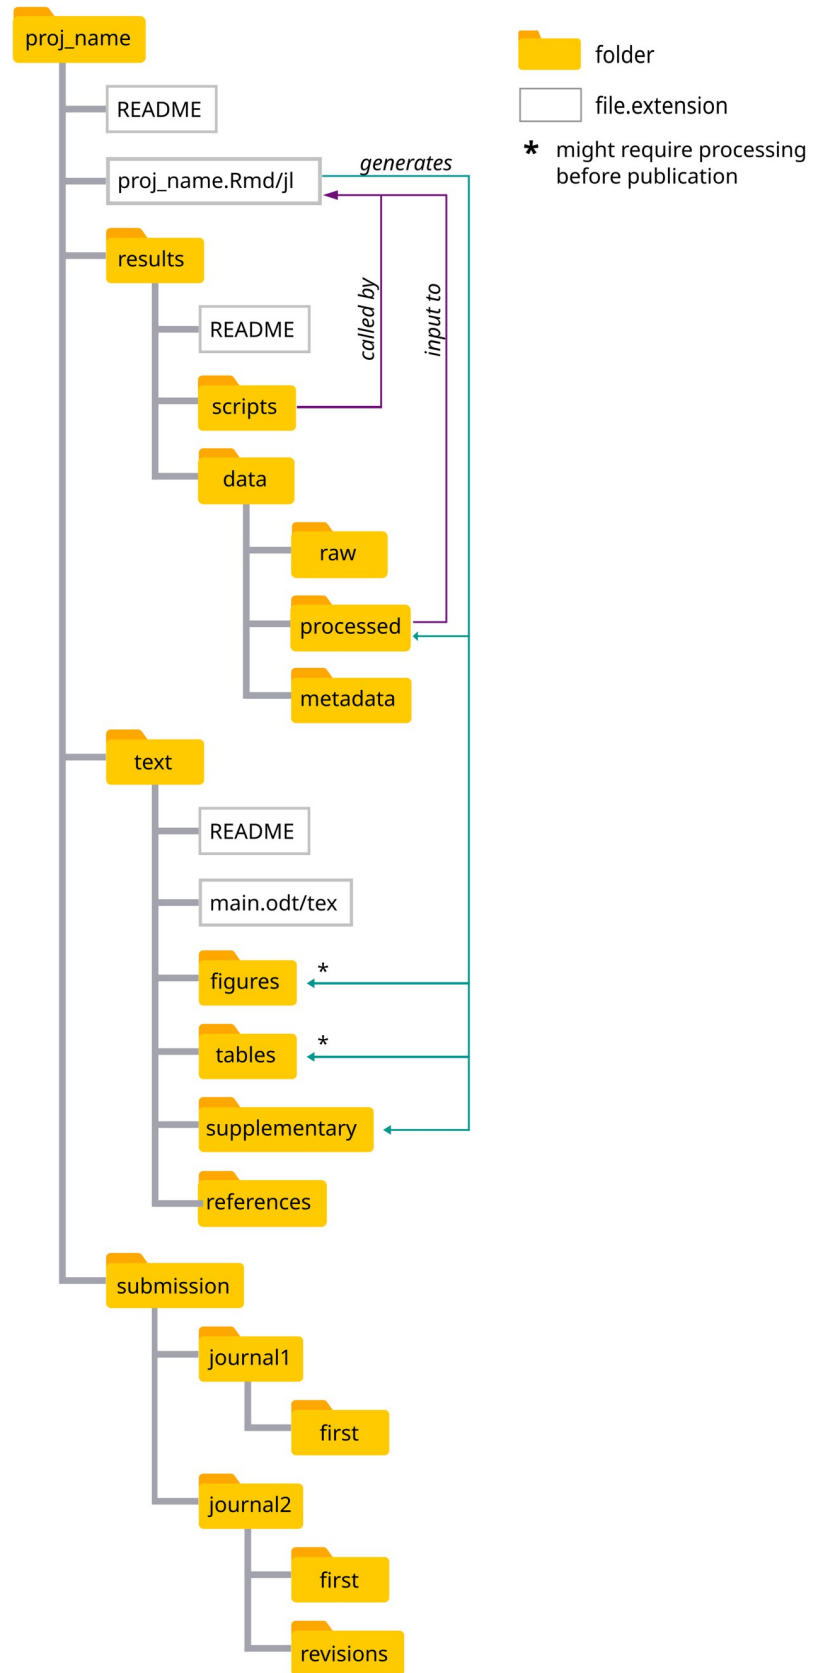 proj_name
folder
README
file.extension
* might require processing
before publication
generates
proj_name.Rmd/jl
results
called by
input to
README
scripts
data
raw
processed
metadata
text
README
main.odt/tex
*
figures
*
tables
supplementary
references
submission
journal1
first
journal2
first
revisions